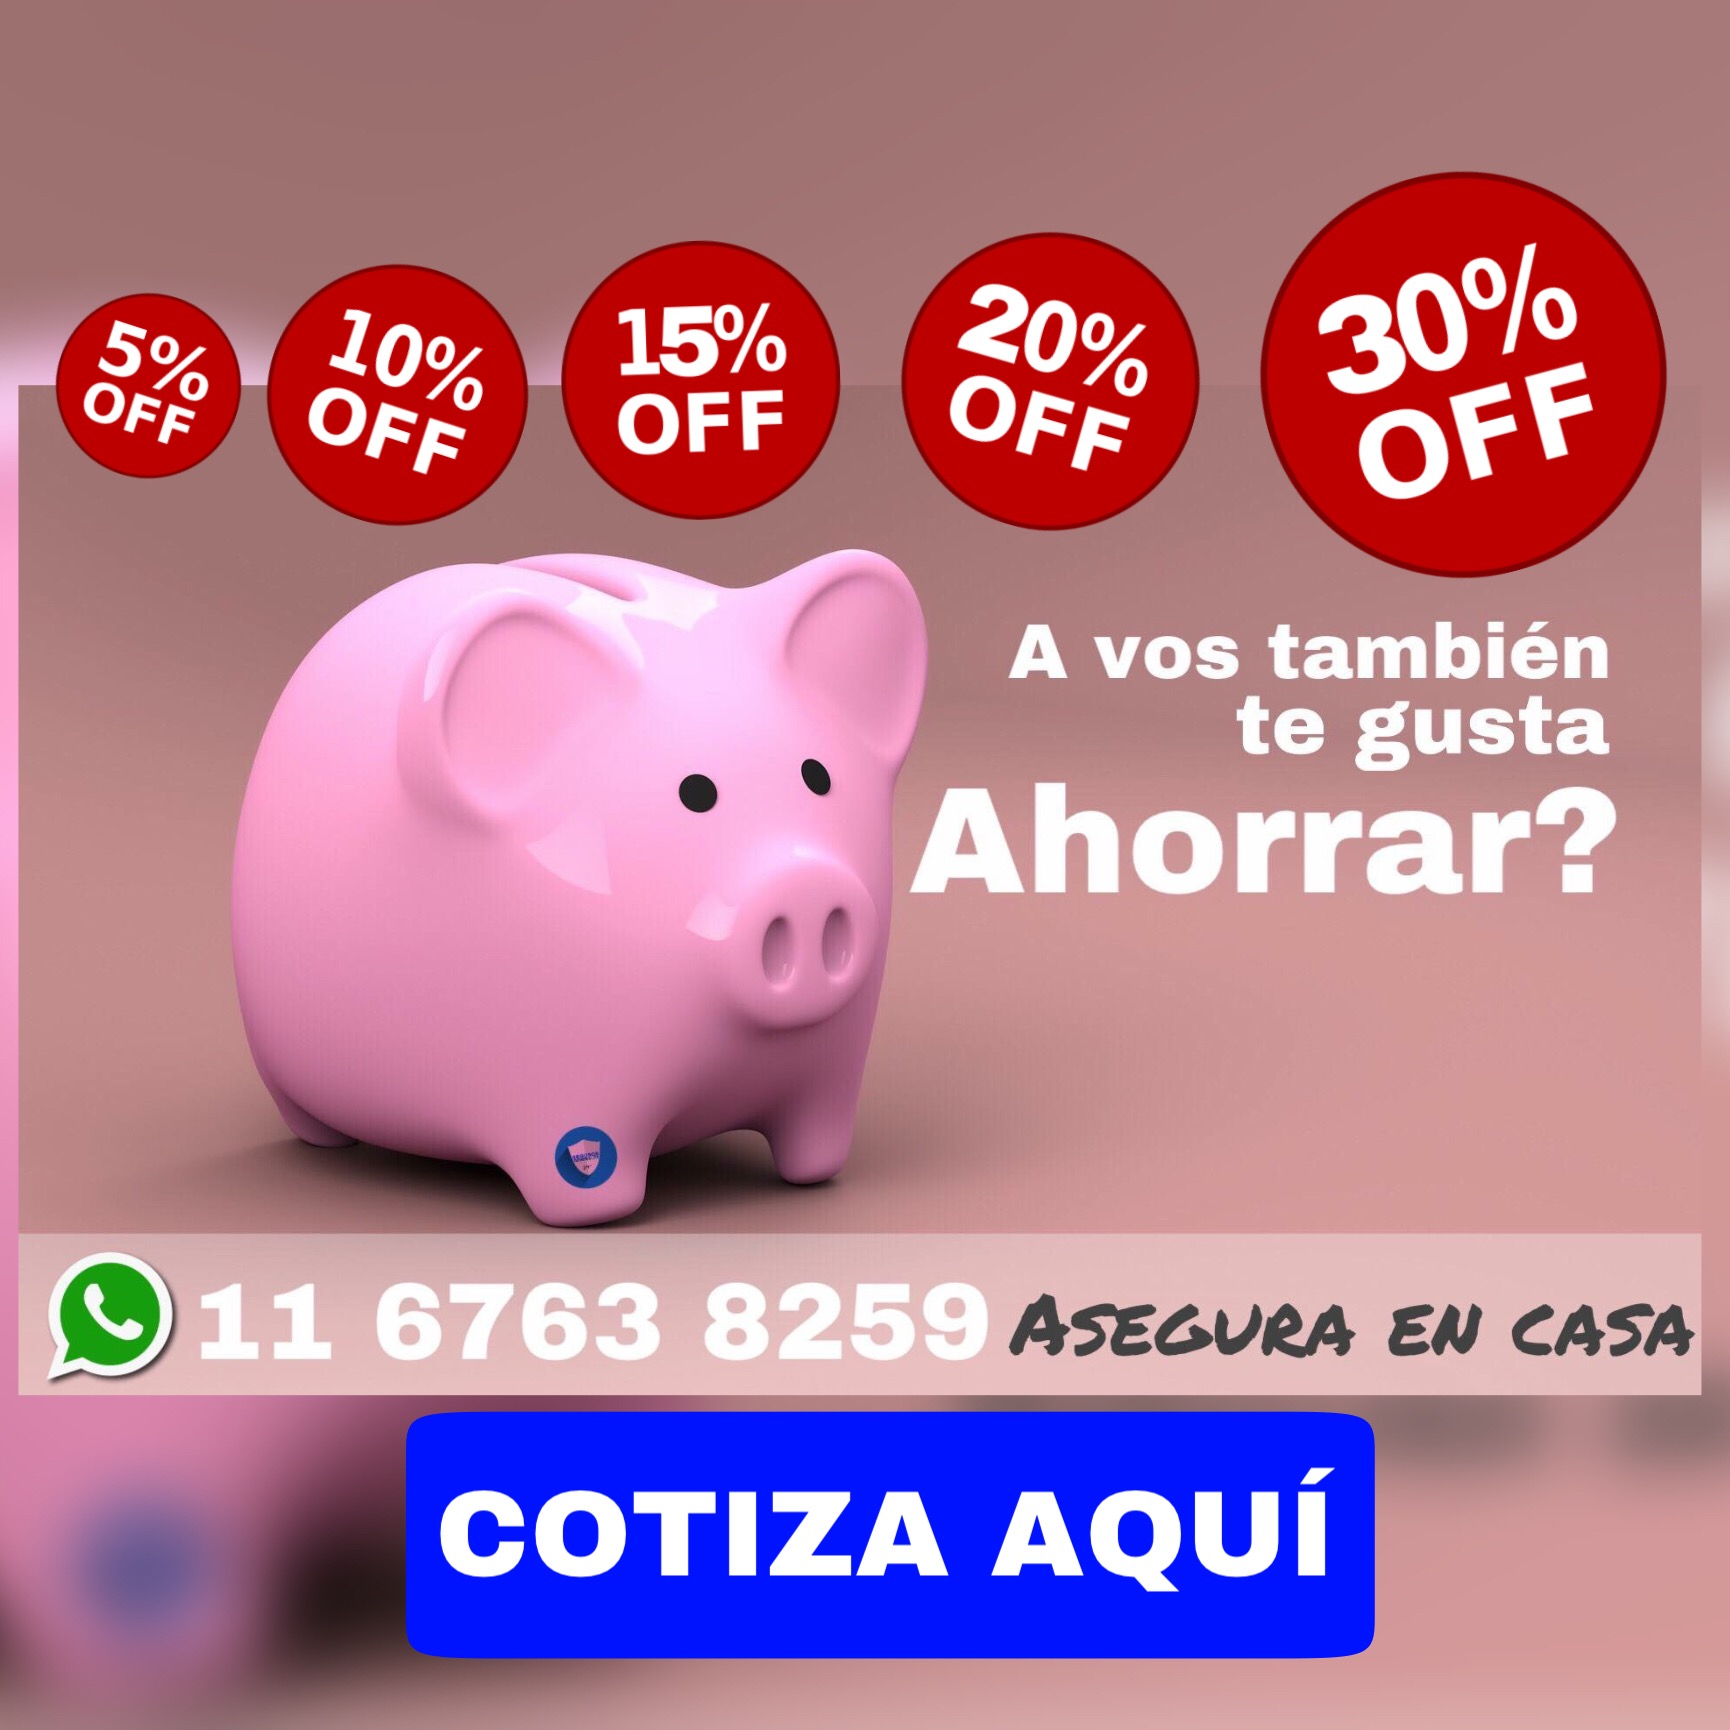 5%
OFF
10%
OFF
15%
OFF
20%
OFF
30%
OFF
A vos también
te gusta
Ahorrar?
11 6763 8259 ASEGURA EN CASA
COTIZA AQUÍ